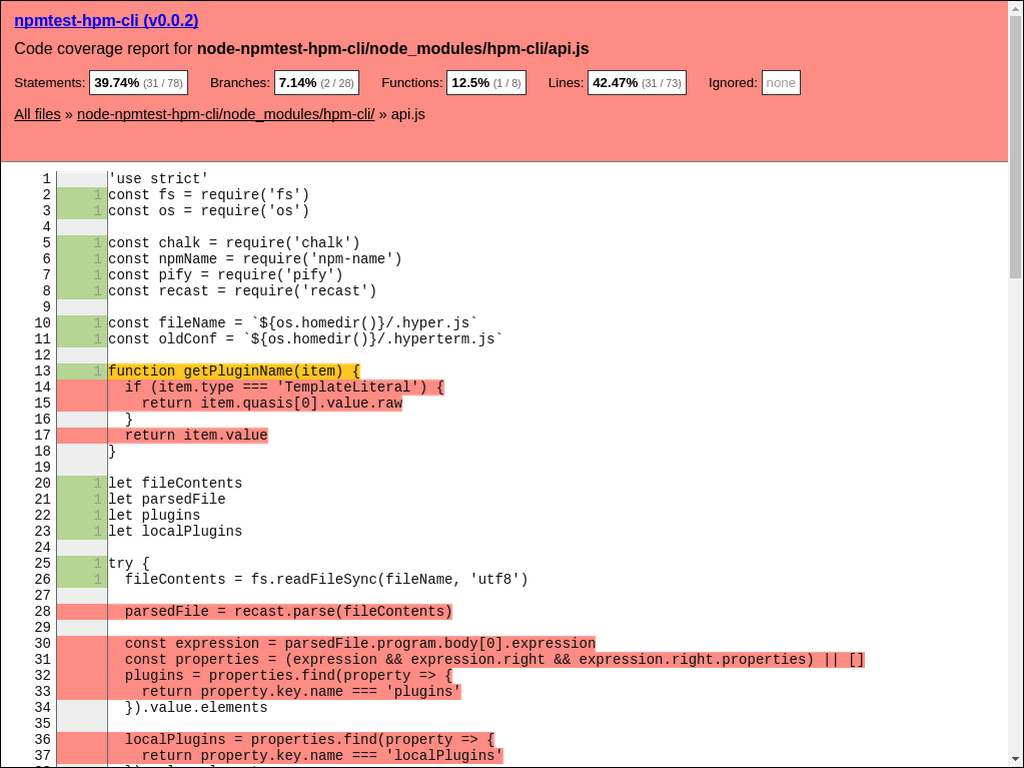 npmtest-hpm-cli (v0.0.2)
Code coverage report for node-npmtest-hpm-cli/node_modules/hpm-cli/api.js
Statements: 39.74% (31 / 78) Branches: 7.14% (2 / 28) Functions: 12.5% (1 / 8) Lines: 42.47% (31 / 73) Ignored: none
All files » node-npmtest-hpm-cli/node_modules/hpm-cli/ » api.js
1 'use strict'
2 1 const fs = require('fs')
3 1 const os = require('os')
4
5 1 const chalk = require('chalk')
6 1 const npmName = require('npm-name')
7 1 const pify = require('pify')
8 1 const recast = require('recast')
9
10 1 const fileName = `${os.homedir()}/.hyper.js`
11 1 const oldConf = `${os.homedir()}/.hyperterm.js`
12
13 1 function getPluginName(item) {
14   if (item.type === 'TemplateLiteral') {
15     return item.quasis[0].value.raw
16   }
17   return item.value
18 }
19
20 1 let fileContents
21 1 let parsedFile
22 1 let plugins
23 1 let localPlugins
24
25 1 try {
26 1   fileContents = fs.readFileSync(fileName, 'utf8')
27
28   parsedFile = recast.parse(fileContents)
29
30   const expression = parsedFile.program.body[0].expression
31   const properties = (expression && expression.right && expression.right.properties) || []
32   plugins = properties.find(property => {
33     return property.key.name === 'plugins'
34   }).value.elements
35
36   localPlugins = properties.find(property => {
37     return property.key.name === 'localPlugins'